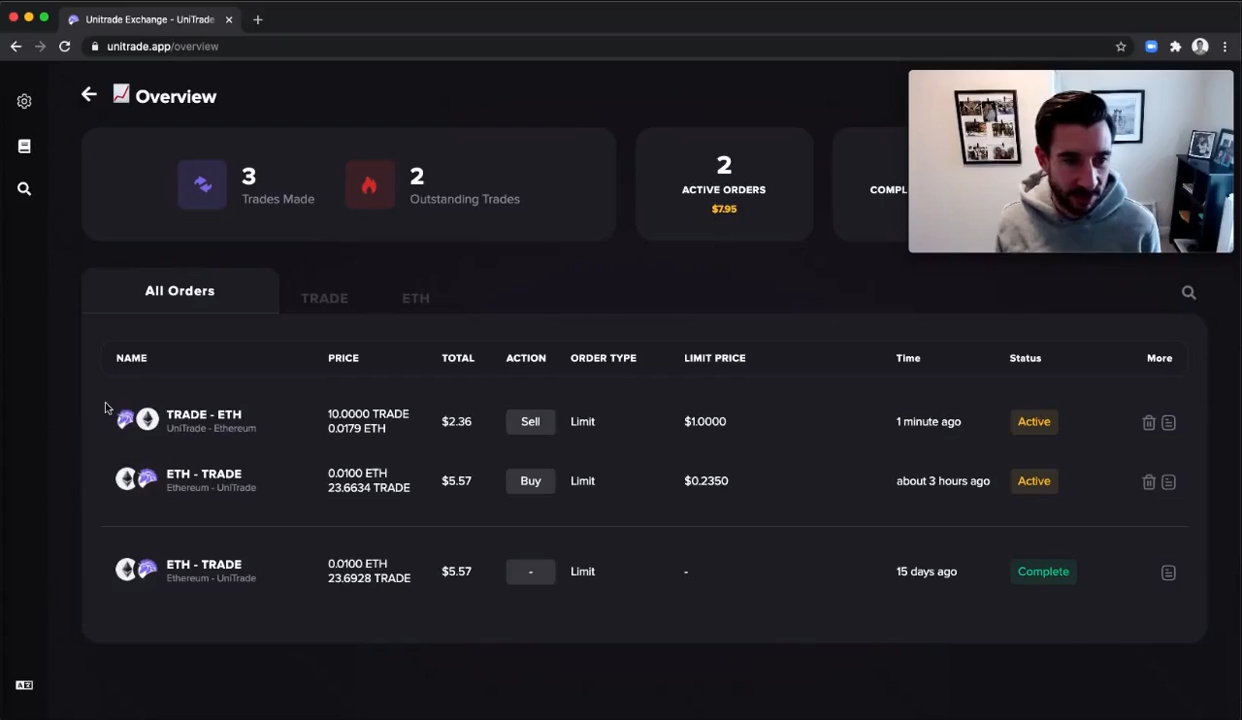 Unitrade Exchange - UniTrade
unitrade.app/overview
Overview
3
Trades Made
2
Outstanding Trades
2
ACTIVE ORDERS
$7.95
All Orders
TRADE
ETH
NAME PRICE TOTAL ACTION ORDER TYPE LIMIT PRICE Time Status More
TRADE - ETH
UniTrade - Ethereum
10.0000 TRADE
0.0179 ETH
$2.36 Sell Limit $1.0000 1 minute ago Active
ETH - TRADE
Ethereum - UniTrade
0.0100 ETH
23.6634 TRADE
$5.57 Buy Limit $0.2350 about 3 hours ago Active
ETH - TRADE
Ethereum - UniTrade
0.0100 ETH
23.6928 TRADE
$5.57 - Limit - 15 days ago Complete